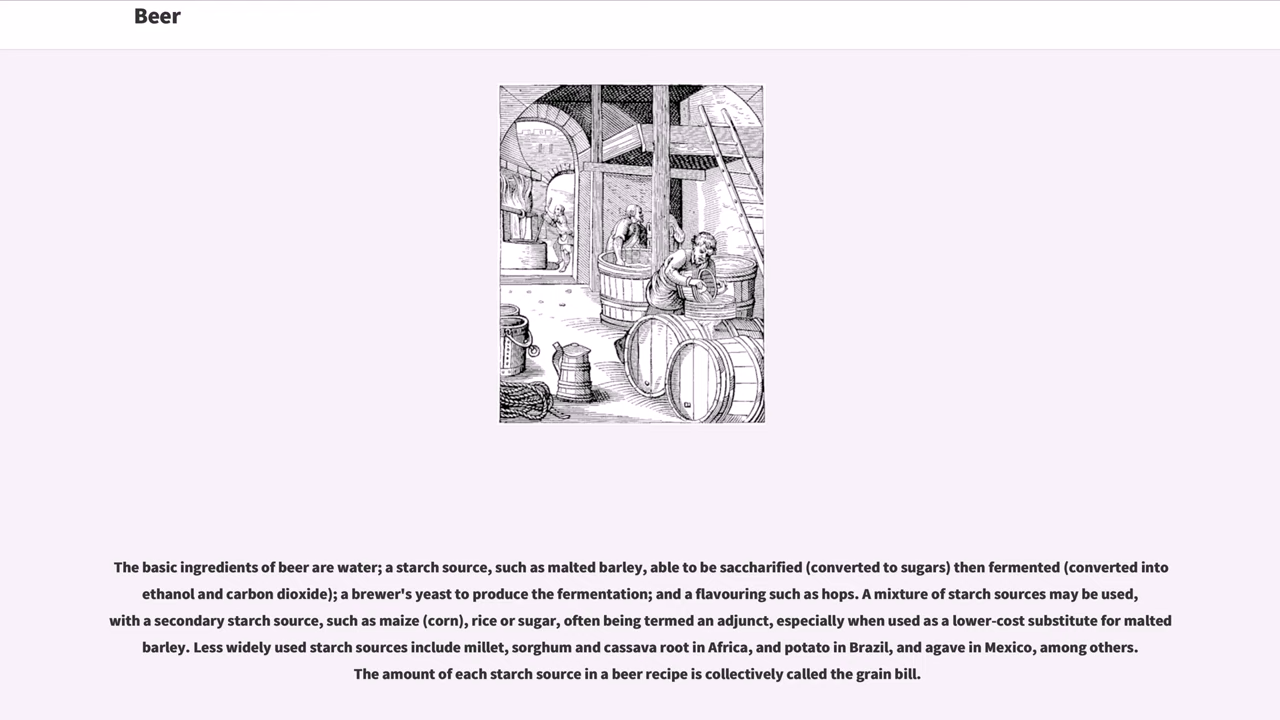 Beer
The basic ingredients of beer are water; a starch source, such as malted barley, able to be saccharified (converted to sugars) then fermented (converted into
ethanol and carbon dioxide); a brewer's yeast to produce the fermentation; and a flavouring such as hops. A mixture of starch sources may be used,
with a secondary starch source, such as maize (corn), rice or sugar, often being termed an adjunct, especially when used as a lower-cost substitute for malted
barley. Less widely used starch sources include millet, sorghum and cassava root in Africa, and potato in Brazil, and agave in Mexico, among others.
The amount of each starch source in a beer recipe is collectively called the grain bill.